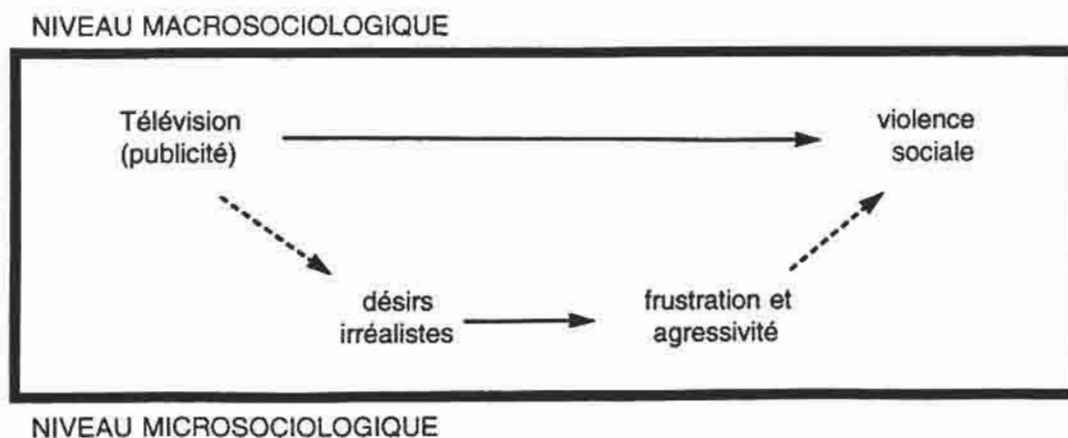 NIVEAU MACROSOCIOLOGIQUE
Télévision
(publicité)
violence
sociale
désirs
irréalistes
frustration et
agressivité
NIVEAU MICROSOCIOLOGIQUE